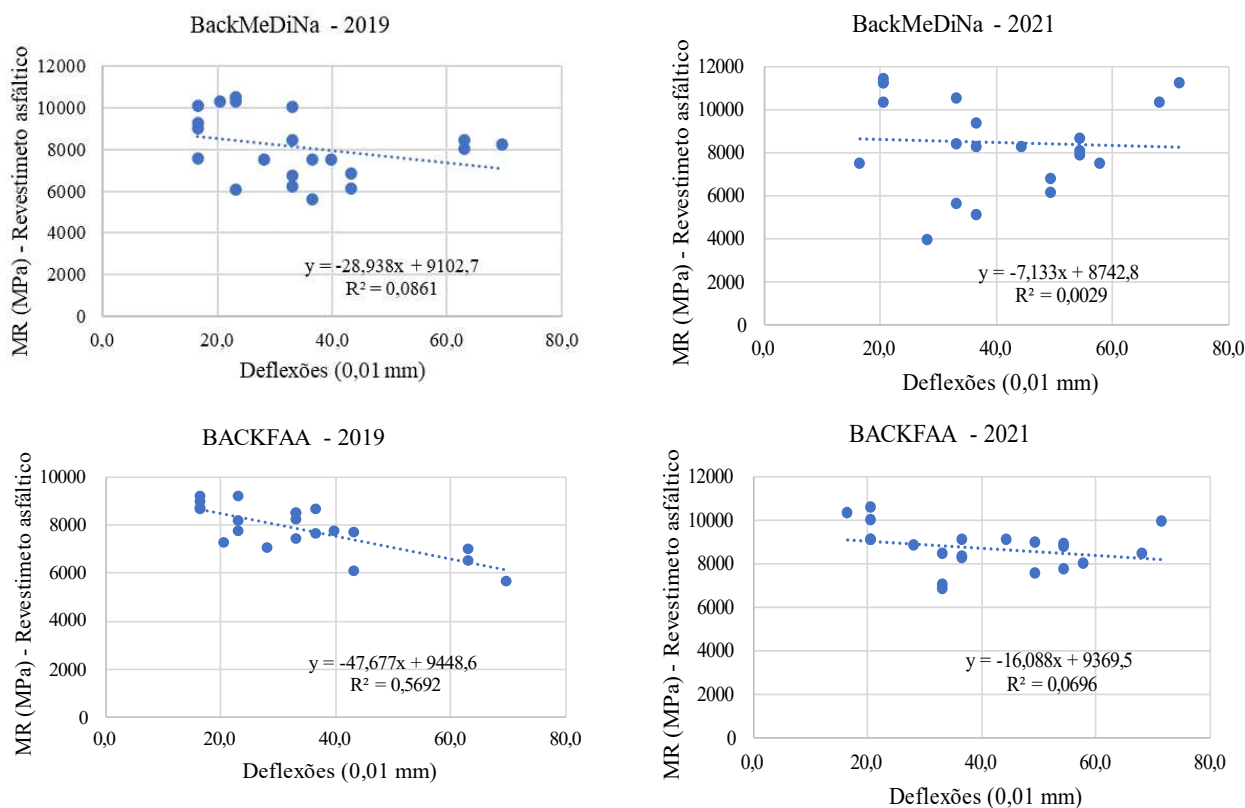 BackMeDiNa - 2019
MR (MPa) - Revestimeto asfáltico
12000
10000
8000
6000
4000
2000
0
y = -28,938x + 9102,7
R² = 0,0861
0,0 20,0 40,0 60,0 80,0
Deflexões (0,01 mm)
BackMeDiNa - 2021
MR (MPa) - Revestimeto asfáltico
12000
10000
8000
6000
4000
2000
0
y = -7,133x + 8742,8
R² = 0,0029
0,0 20,0 40,0 60,0 80,0
Deflexões (0,01 mm)
BACKFAA - 2019
MR (MPa) - Revestimeto asfáltico
10000
8000
6000
4000
2000
0
y = -47,677x + 9448,6
R² = 0,5692
0,0 20,0 40,0 60,0 80,0
Deflexões (0,01 mm)
BACKFAA - 2021
MR (MPa) - Revestimeto asfáltico
12000
10000
8000
6000
4000
2000
0
y = -16,088x + 9369,5
R² = 0,0696
0,0 20,0 40,0 60,0 80,0
Deflexões (0,01 mm)